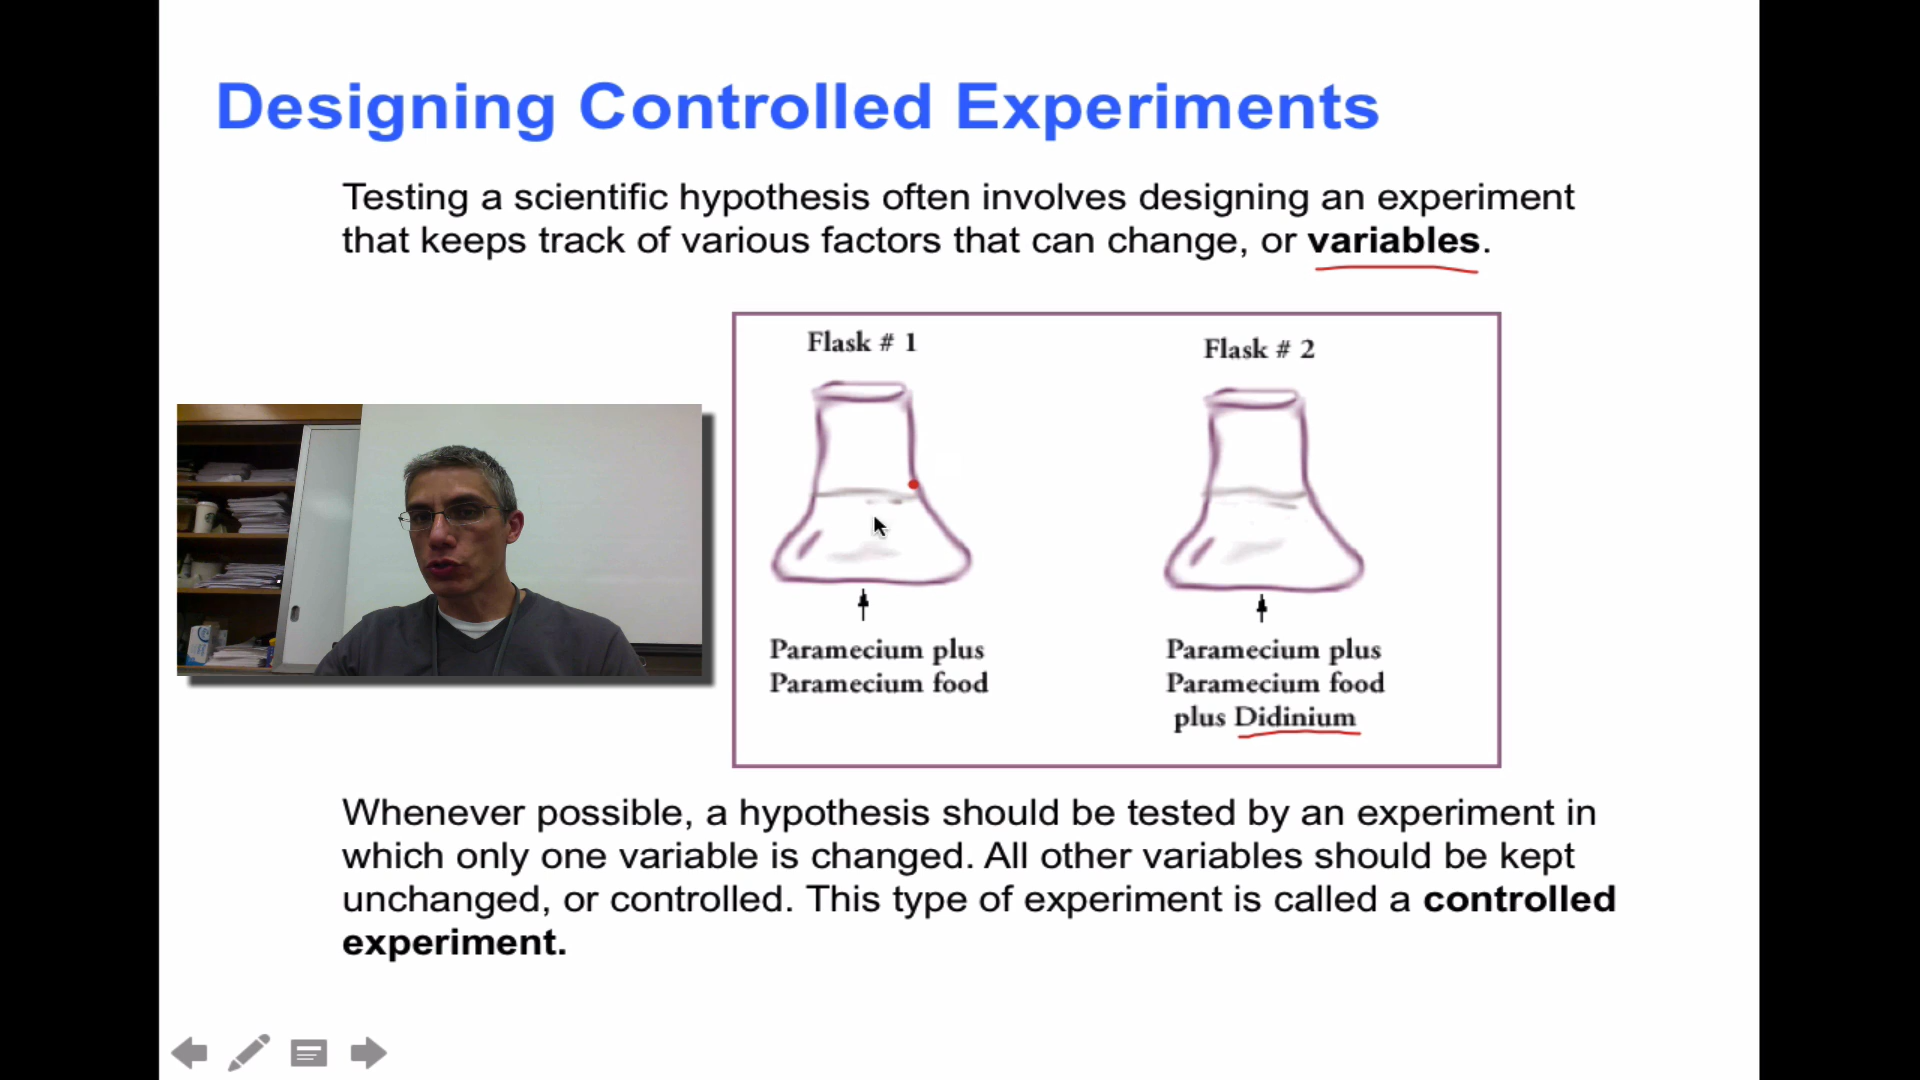 Designing Controlled Experiments
Testing a scientific hypothesis often involves designing an experiment
that keeps track of various factors that can change, or variables.
Flask # 1
Flask # 2
Paramecium plus
Paramecium food
Paramecium plus
Paramecium food
plus Didinium
Whenever possible, a hypothesis should be tested by an experiment in
which only one variable is changed. All other variables should be kept
unchanged, or controlled. This type of experiment is called a controlled
experiment.